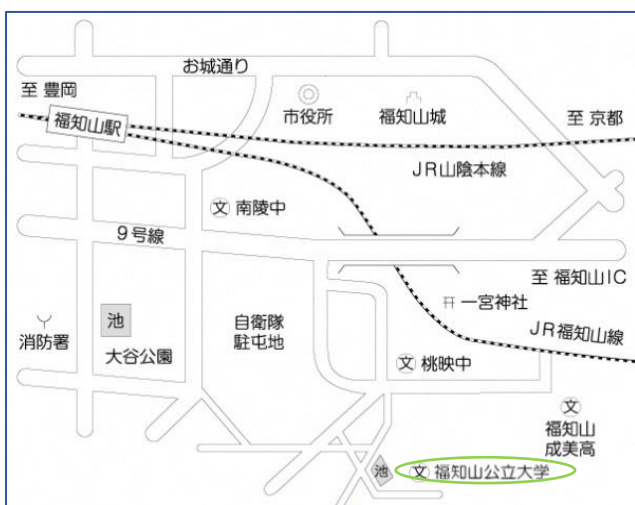 お城通り
至 豊岡
福知山駅
市役所
福知山城
至 京都
JR山陰本線
文 南陵中
9号線
至 福知山IC
池
消防署
大谷公園
自衛隊
駐屯地
一宮神社
JR福知山線
文 桃映中
文
福知山
成美高
池
文 福知山公立大学